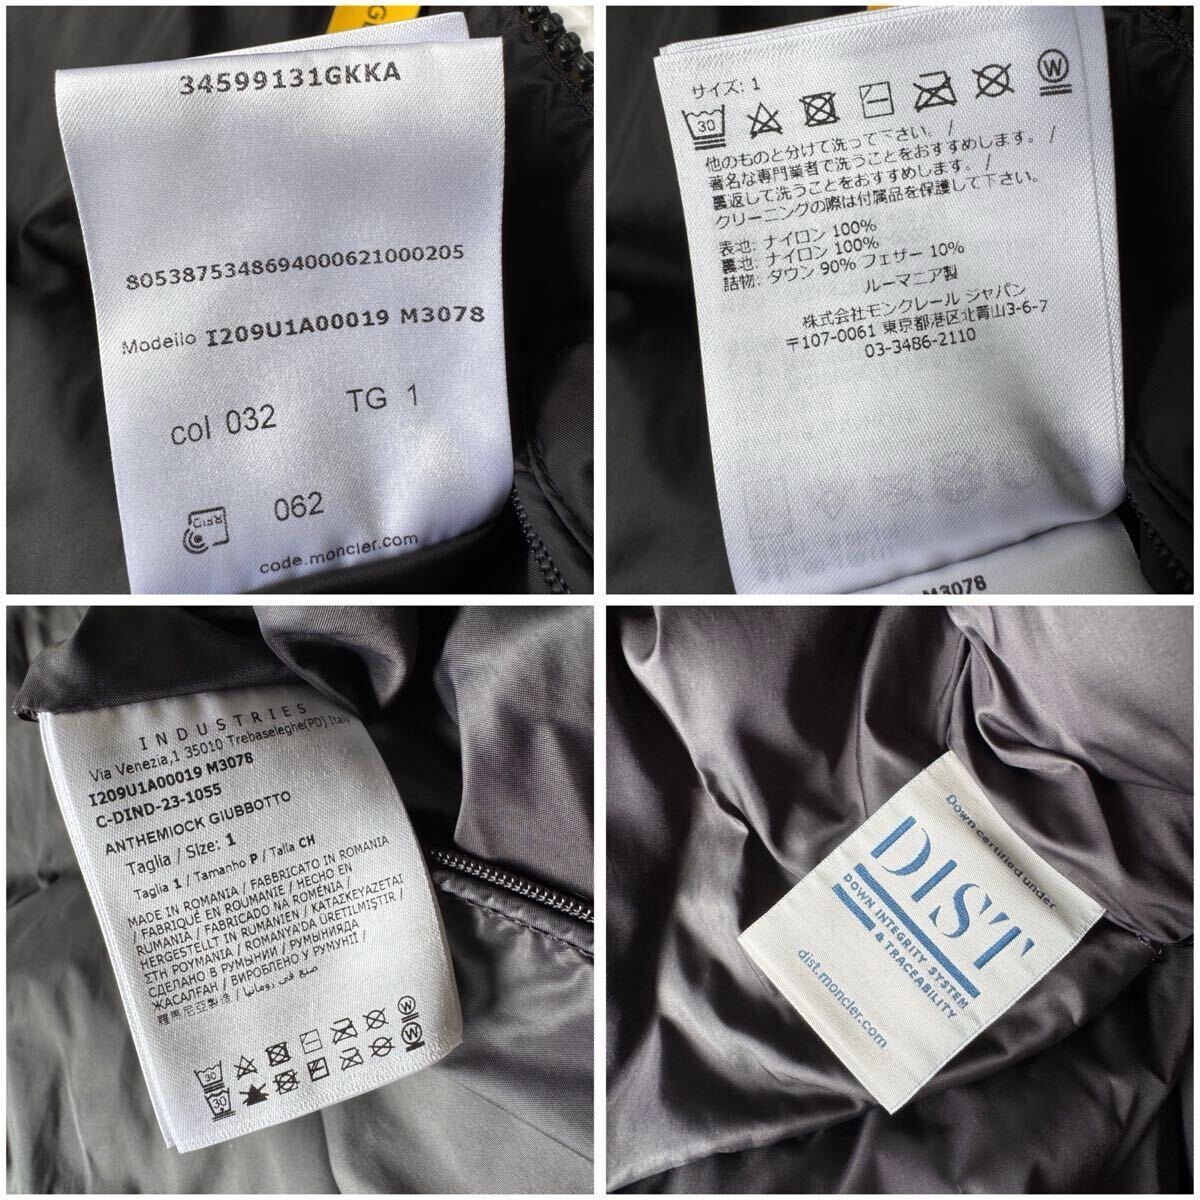 34599131GKKA
8053875348694000621000205
Modello I209U1A00019 M3078
col 032 TG 1
RFID
062
code.moncler.com
サイズ: 1
30
W
他のものと分けて洗って下さい。 /
著名な専門業者で洗うことをおすすめします。 /
裏返して洗うことをおすすめします。 /
クリーニングの際は付属品を保護して下さい。
表地: ナイロン 100%
裏地: ナイロン 100%
詰物: ダウン 90% フェザー 10%
ルーマニア製
株式会社モンクレール ジャパン
〒107-0061 東京都港区北青山3-6-7
03-3486-2110
M3078
INDUSTRIES
Via Venezia,1 35010 Trebaseleghe(PD) Italy
I209U1A00019 M3078
C-DIND-23-1055
ANTHEMIOCK GIUBBOTTO
Taglia / Size: 1
Taglia 1 / Tamanho P / Talla CH
MADE IN ROMANIA / FABBRICATO IN ROMANIA
/ FABRIQUÉ EN ROUMANIE / HECHO EN
RUMANIA / FABRICADO NA ROMÉNIA /
HERGESTELLT IN RUMÄNIEN / ΚΑΤΑΣΚΕΥΑΖΕΤΑΙ
ΣΤΗ ΡΟΥΜΑΝΙΑ / ROMANYA'DA ÜRETİLMİŞTİR /
СДЕЛАНО В РУМЫНИИ / РУМЫНИЯДА
ЖАСАЛҒАН / ВИРОБЛЕНО У РУМУНІЇ /
羅馬尼亞製造 / صنع في رومانيا
30
W
30
W
Down certified under
DIST
DOWN INTEGRITY SYSTEM
& TRACEABILITY
dist.moncler.com